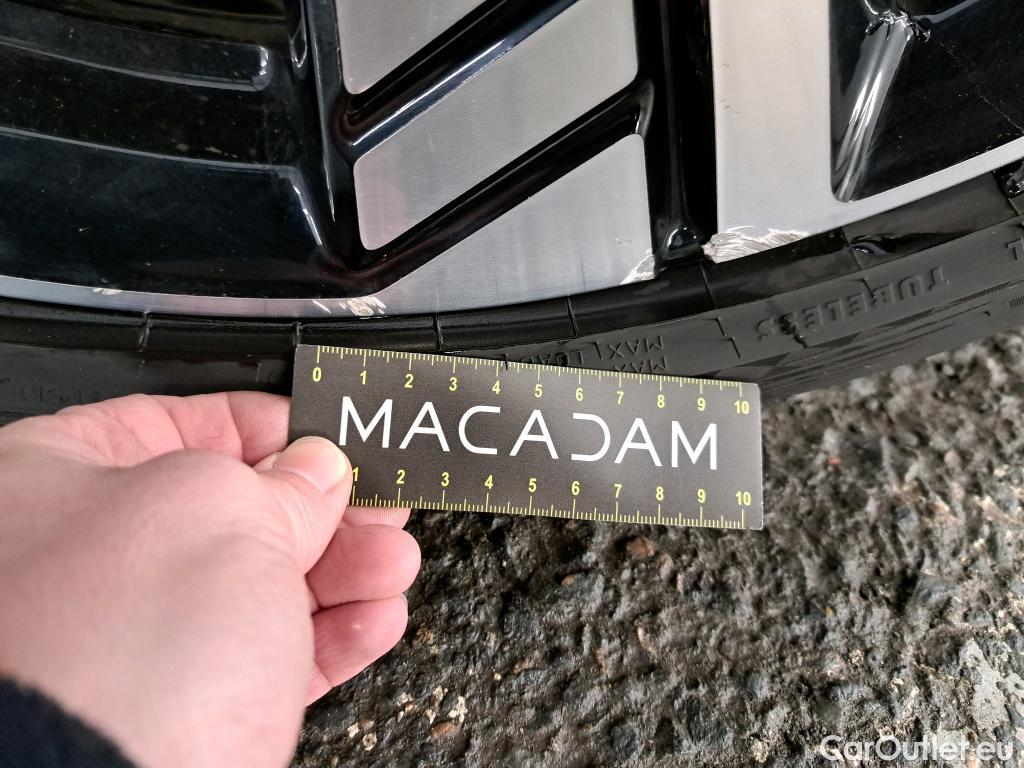 TUBELESS
MAX LOAD
MAX
0 1 2 3 4 5 6 7 8 9 10
MACADAM
1 2 3 4 5 6 7 8 9 10
CarOutlet.eu